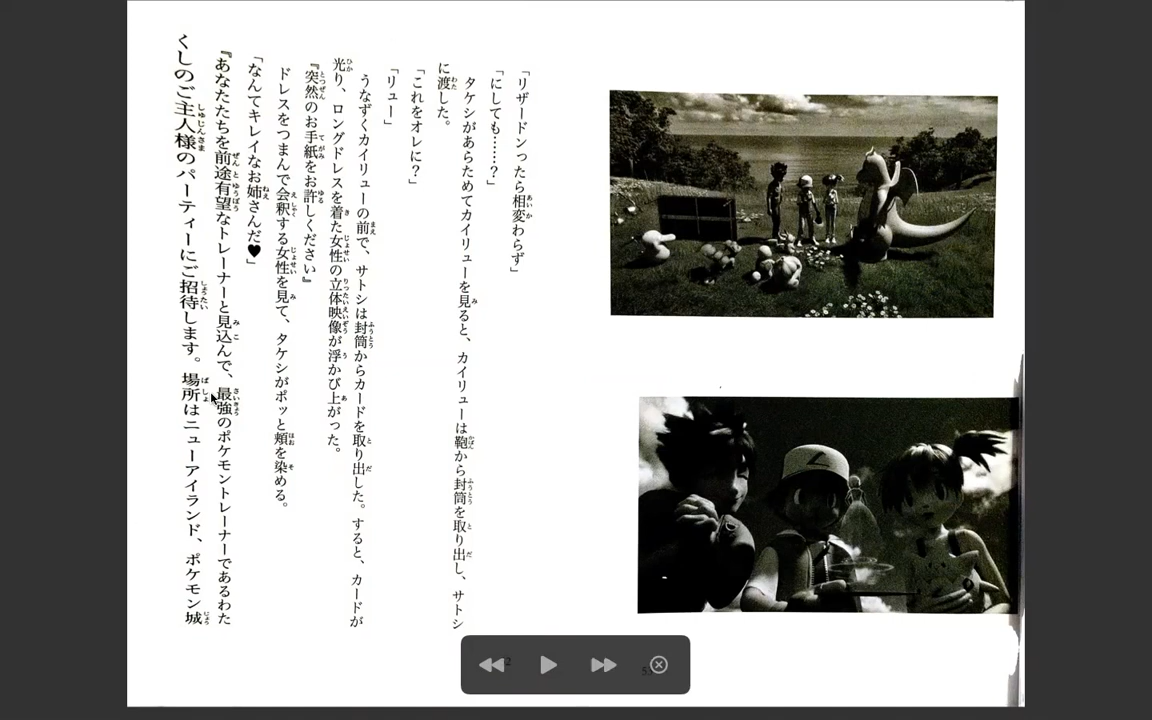 「リザードンったら相変わらず」
「にしても……？」
タケシがあらためてカイリューを見ると、カイリューは鞄から封筒を取り出し、サトシ
に渡した。
「これをオレに？」
「リュー」
うなずくカイリューの前で、サトシは封筒からカードを取り出した。すると、カードが
光り、ロングドレスを着た女性の立体映像が浮かび上がった。
『突然のお手紙をお許しください』
ドレスをつまんで会釈する女性を見て、タケシがポッと頬を染める。
「なんてキレイなお姉さんだ♥」
『あなたたちを前途有望なトレーナーと見込んで、最強のポケモントレーナーであるわた
くしのご主人様のパーティーにご招待します。場所はニューアイランド、ポケモン城